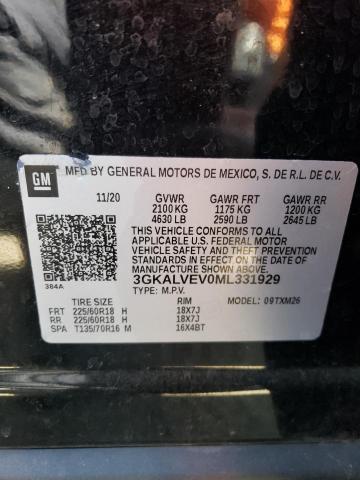 GM
MFD BY GENERAL MOTORS DE MEXICO, S. DE R.L. DE C.V.
11/20 GVWR GAWR FRT GAWR RR
2100 KG 1175 KG 1200 KG
4630 LB 2590 LB 2645 LB
THIS VEHICLE CONFORMS TO ALL
APPLICABLE U.S. FEDERAL MOTOR
VEHICLE SAFETY AND THEFT PREVENTION
STANDARDS IN EFFECT ON THE DATE OF
MANUFACTURE SHOWN ABOVE.
384A
3GKALVEV0ML331929
TYPE: M.P.V.
TIRE SIZE RIM MODEL: 09TXM26
FRT 225/60R18 H 18X7J
RR 225/60R18 H 18X7J
SPA T135/70R16 M 16X4BT